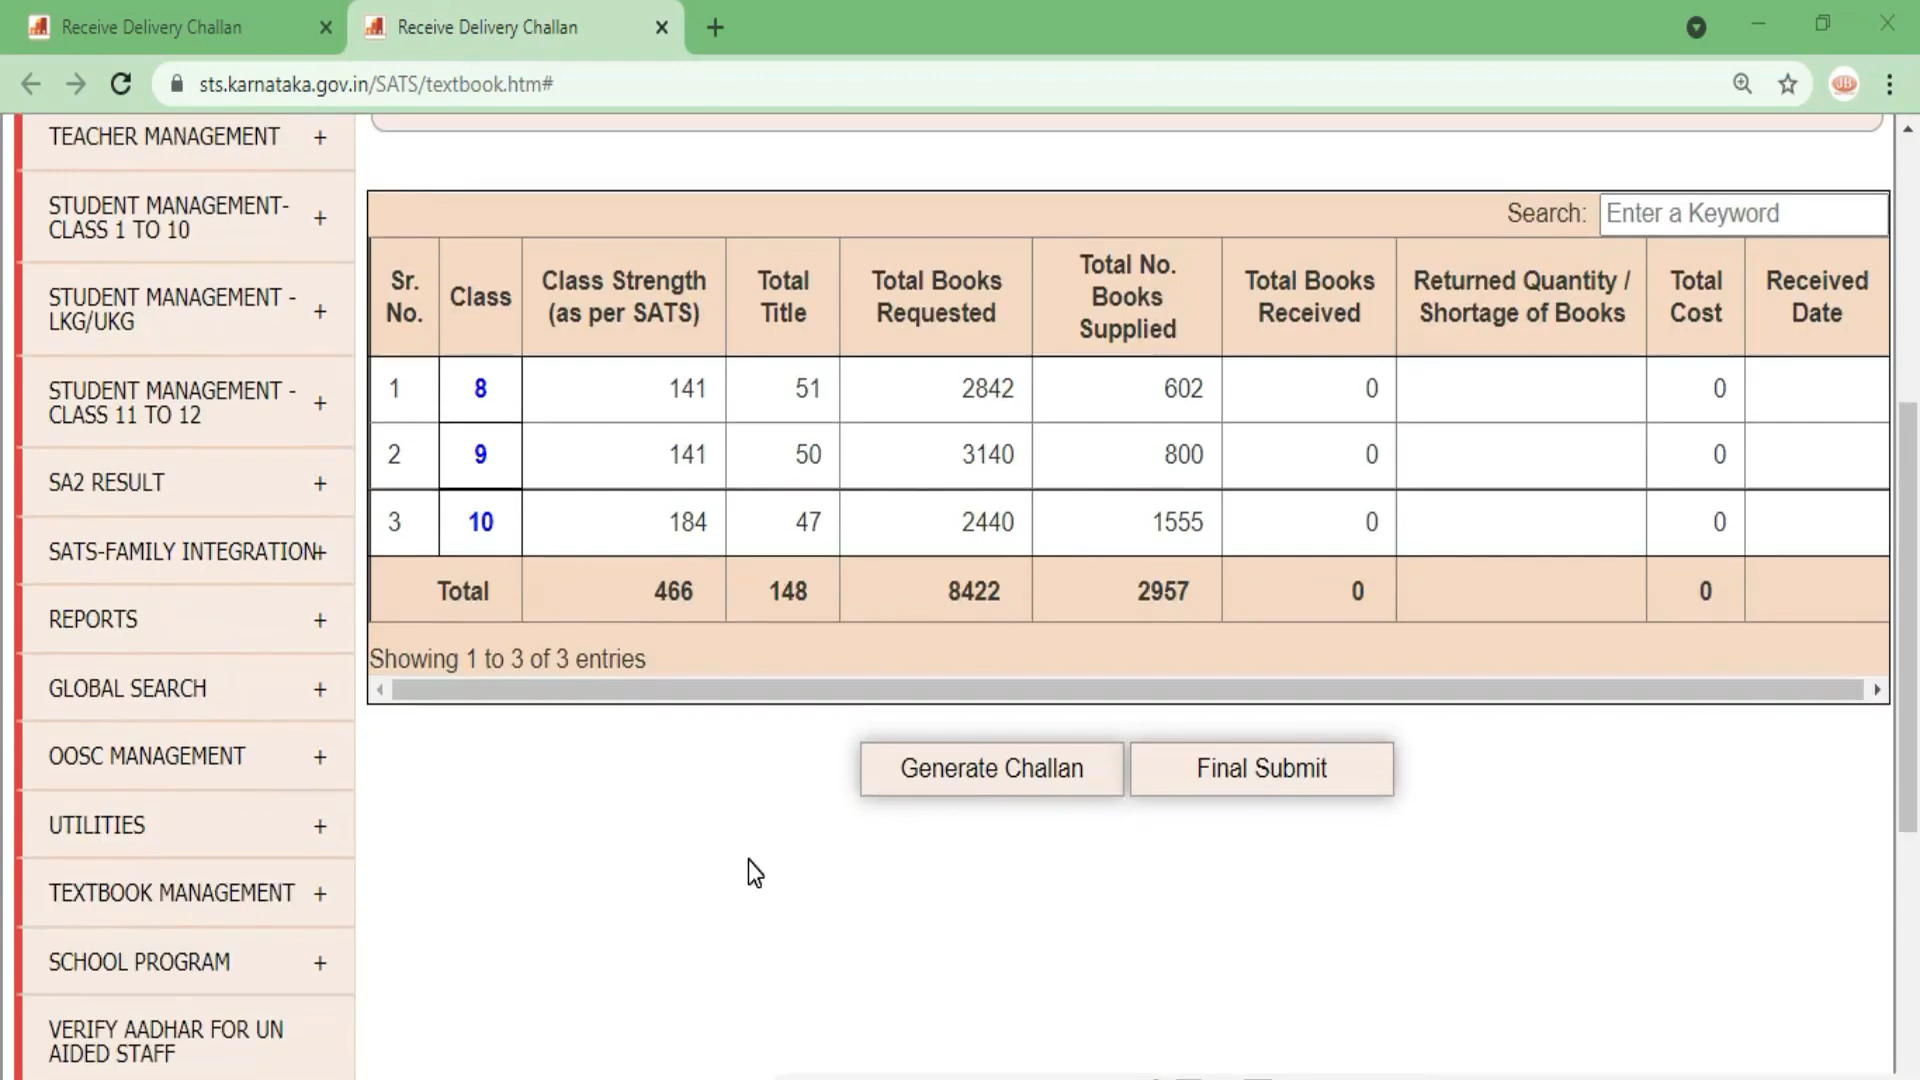 Receive Delivery Challan
Receive Delivery Challan
sts.karnataka.gov.in/SATS/textbook.htm#
JB
TEACHER MANAGEMENT +
STUDENT MANAGEMENT-
CLASS 1 TO 10 +
STUDENT MANAGEMENT -
LKG/UKG +
STUDENT MANAGEMENT -
CLASS 11 TO 12 +
SA2 RESULT +
SATS-FAMILY INTEGRATION+
REPORTS +
GLOBAL SEARCH +
OOSC MANAGEMENT +
UTILITIES +
TEXTBOOK MANAGEMENT +
SCHOOL PROGRAM +
VERIFY AADHAR FOR UN
AIDED STAFF
Search: Enter a Keyword
Sr. No. Class Class Strength (as per SATS) Total Title Total Books Requested Total No. Books Supplied Total Books Received Returned Quantity / Shortage of Books Total Cost Received Date
1 8 141 51 2842 602 0 0
2 9 141 50 3140 800 0 0
3 10 184 47 2440 1555 0 0
Total 466 148 8422 2957 0 0
Showing 1 to 3 of 3 entries
Generate Challan Final Submit